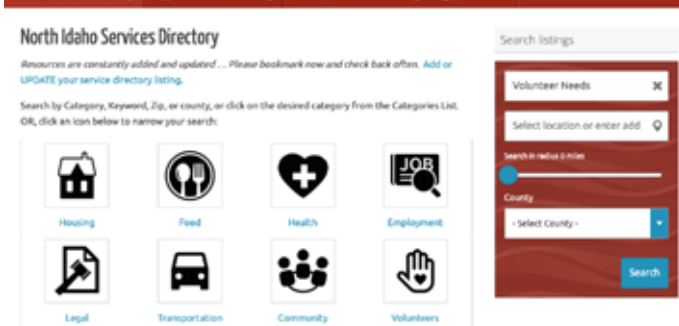 North Idaho Services Directory
Resources are constantly added and updated ... Please bookmark now and check back often. Add or
UPDATE your service directory listing.
Search by Category, Keyword, Zip, or county, or click on the desired category from the Categories List.
OR, click an icon below to narrow your search:
JOB
Housing
Food
Health
Employment
Legal
Transportation
Community
Volunteers
Search listings
Volunteer Needs
Select location or enter add
Search in radius 0 miles
County
- Select County -
Search